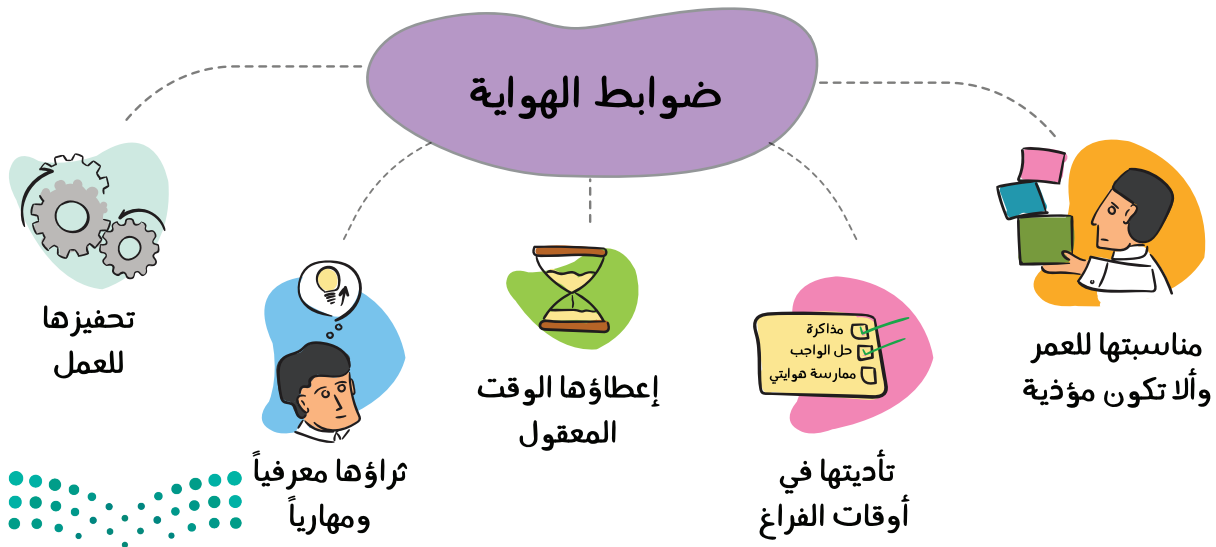 ضوابط الهواية
مناسبتها للعمر
وألا تكون مؤذية
مذاكرة
حل الواجب
ممارسة هوايتي
تأديتها في
أوقات الفراغ
إعطاؤها الوقت
المعقول
ثراؤها معرفياً
ومهارياً
تحفيزها
للعمل